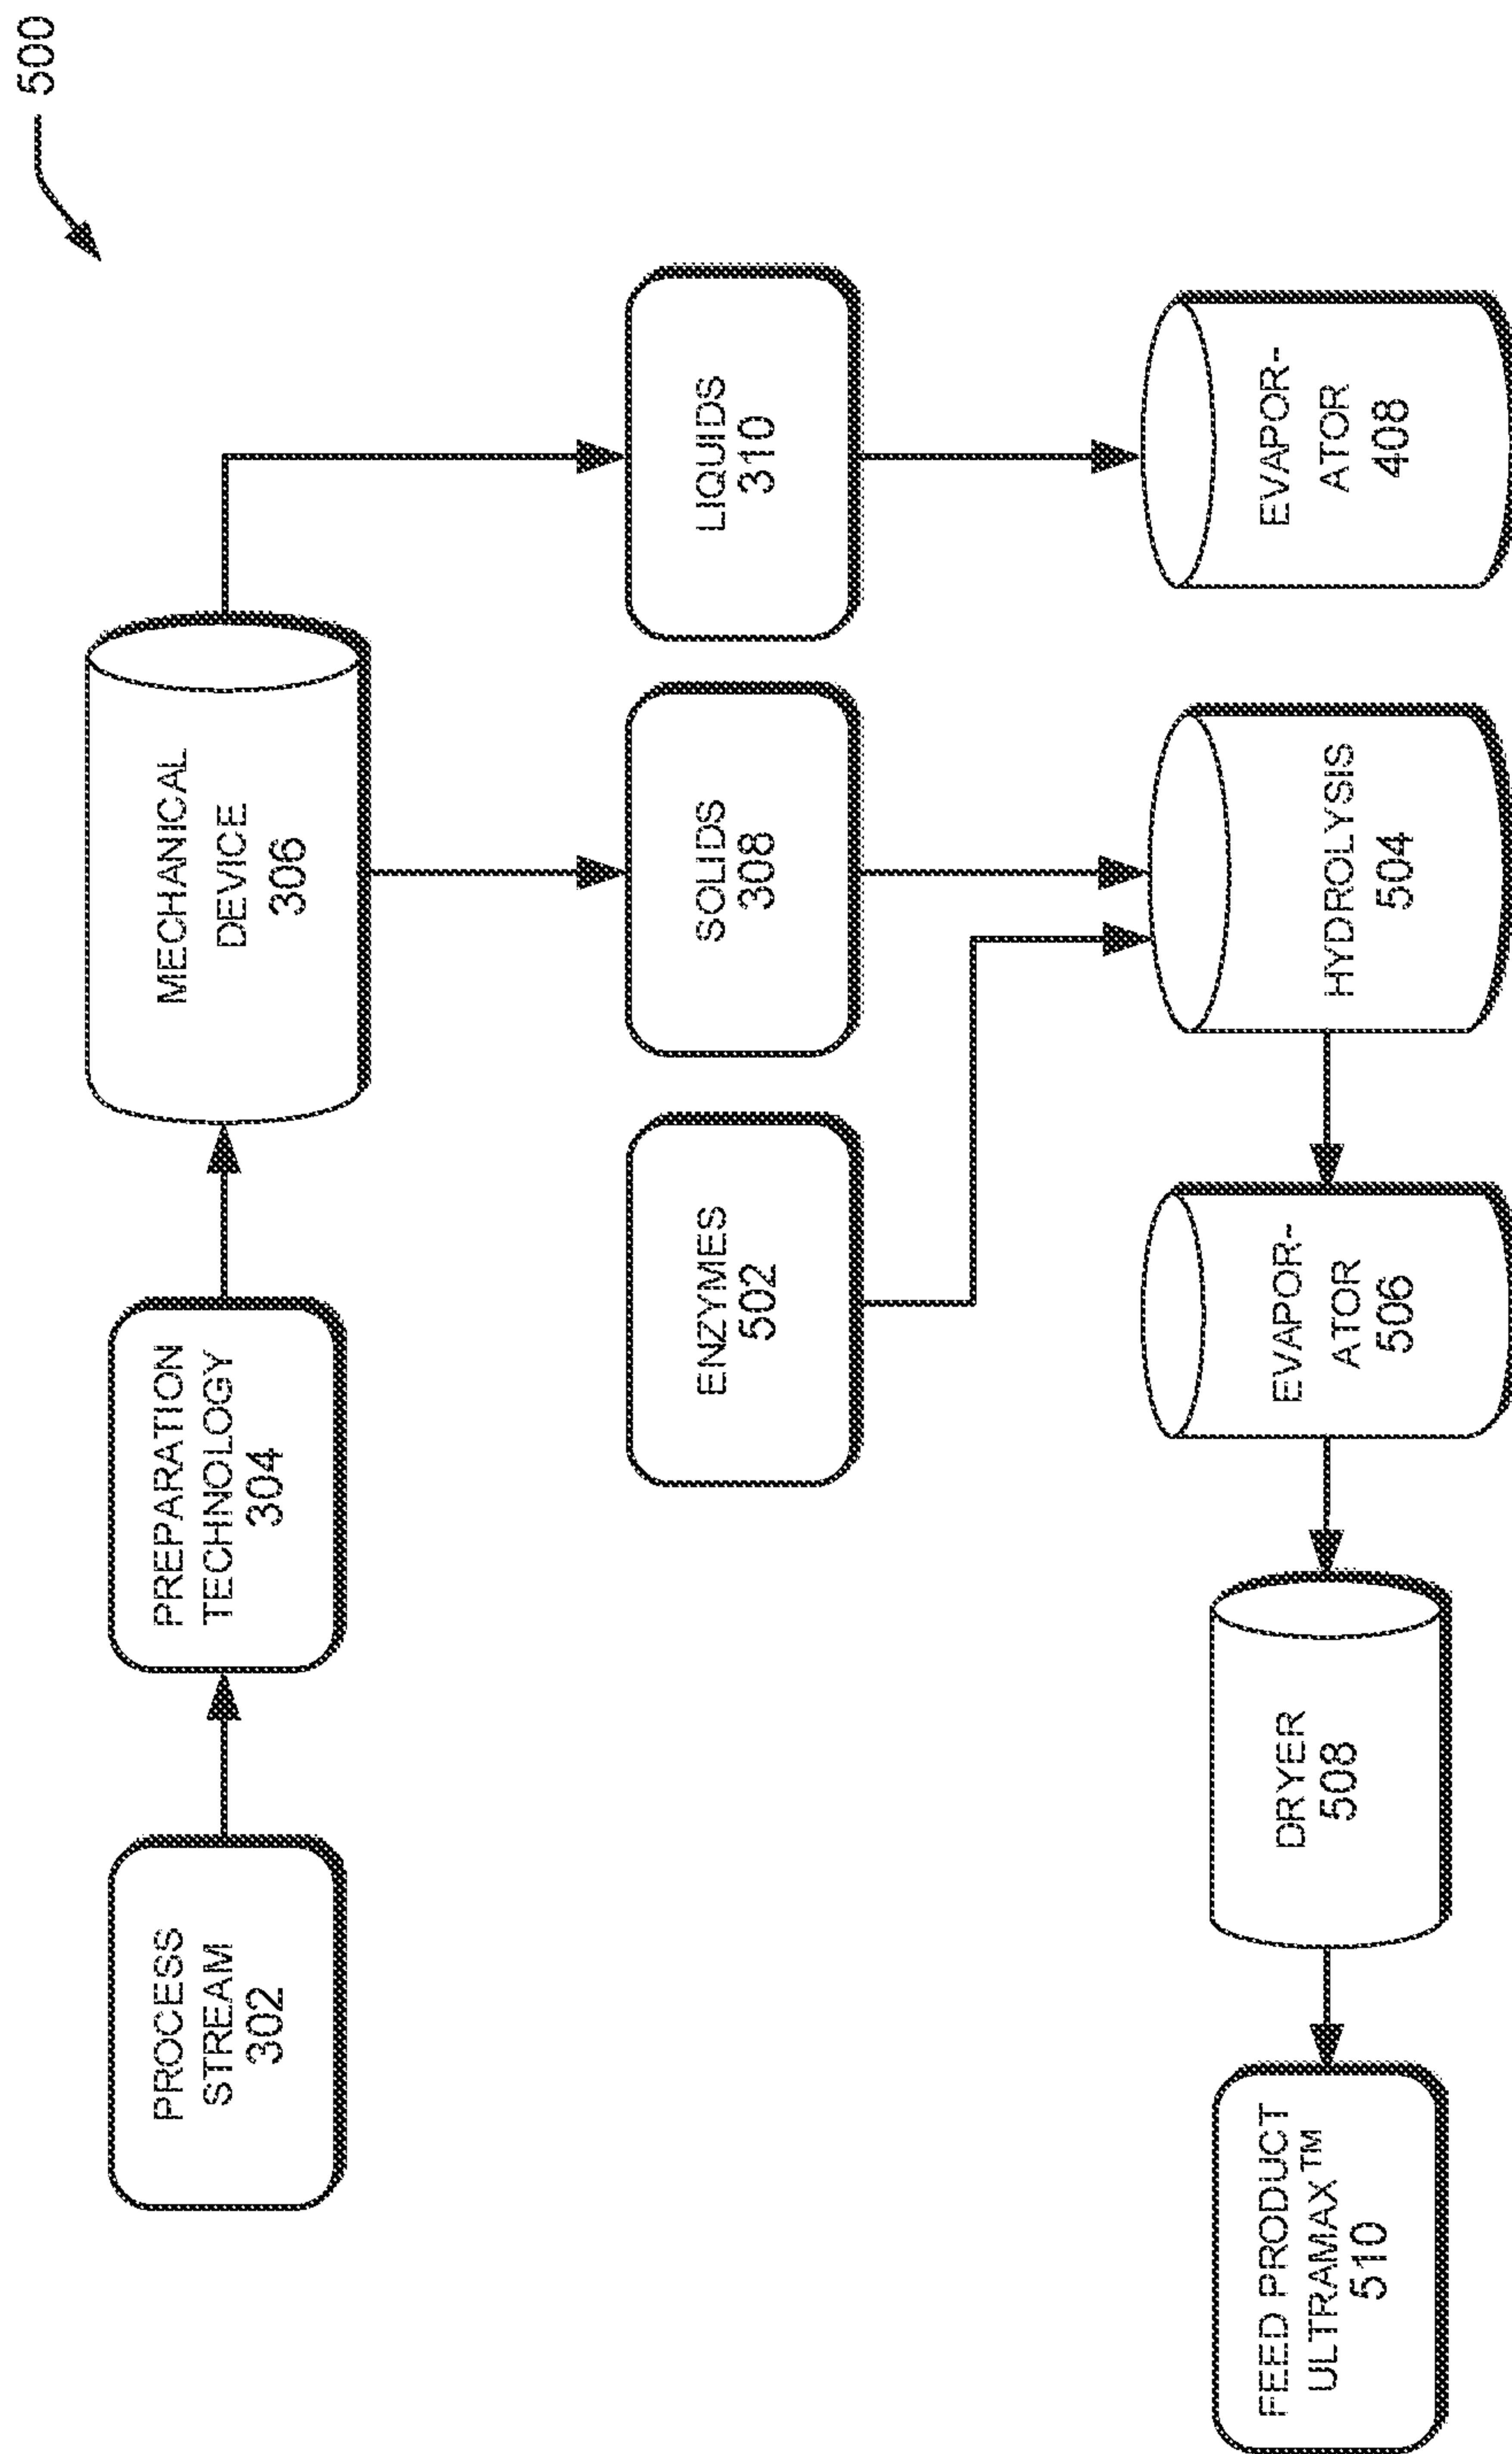 500
PROCESS
STREAM
302
PREPARATION
TECHNOLOGY
304
MECHANICAL
DEVICE
306
ENZYMES
502
SOLIDS
308
LIQUIDS
310
FEED PRODUCT
ULTRAMAX™
510
DRYER
508
EVAPOR-
ATOR
506
HYDROLYSIS
504
EVAPOR-
ATOR
408